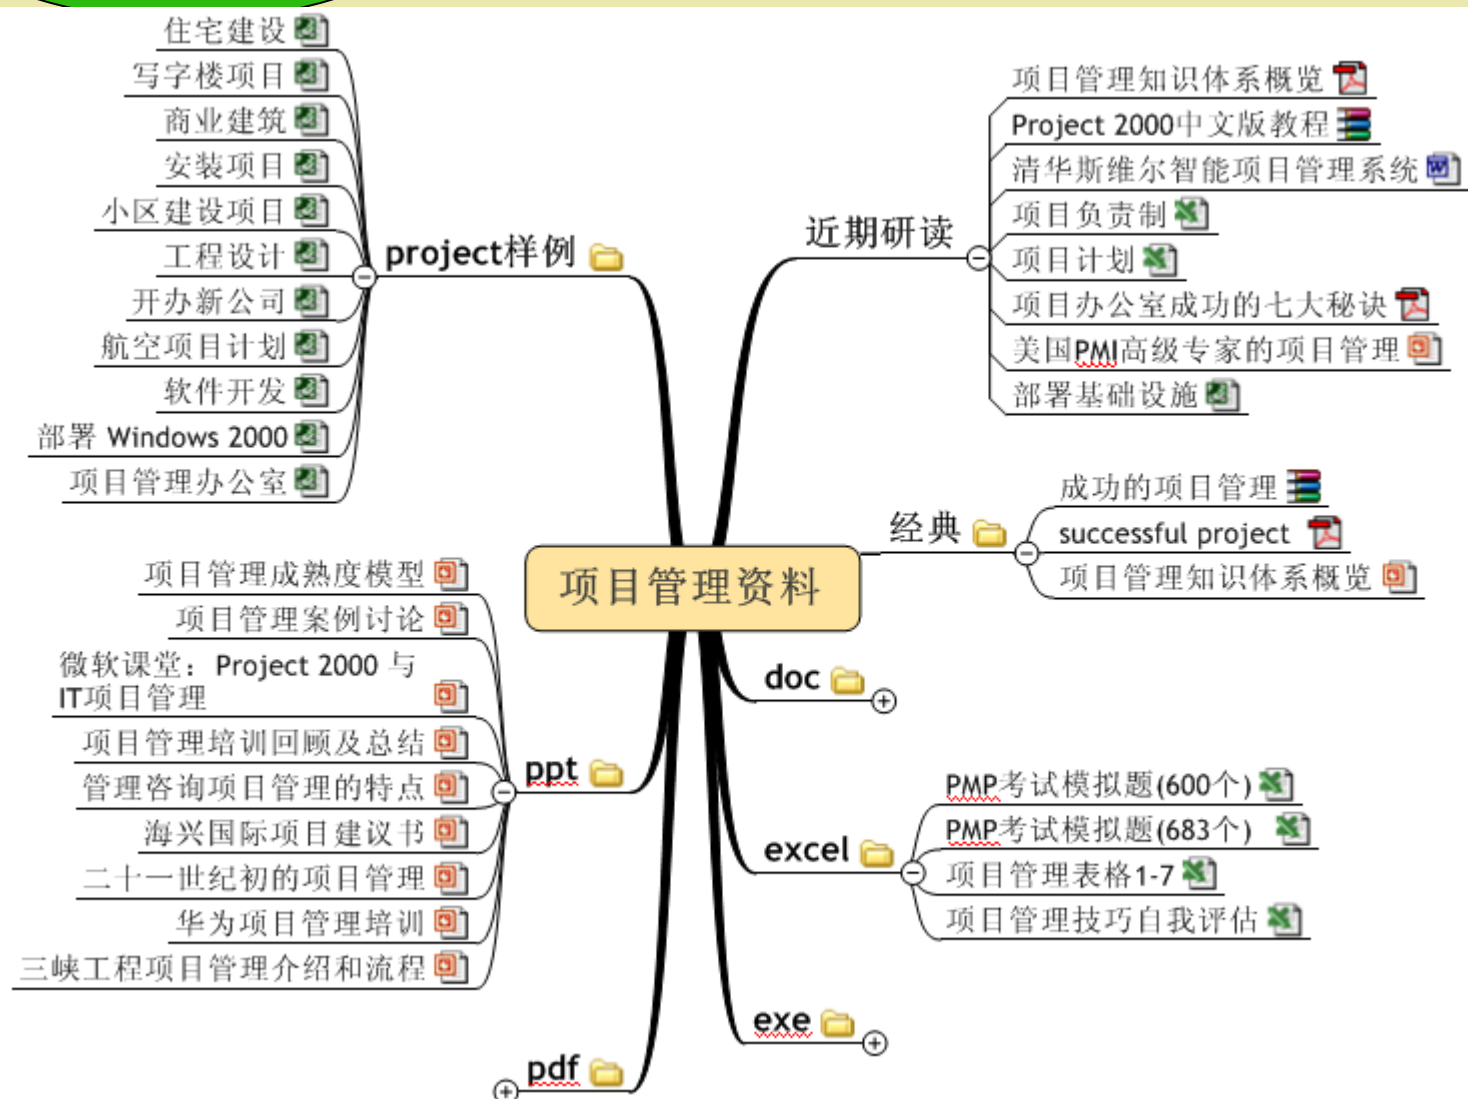 住宅建设
写字楼项目
商业建筑
安装项目
小区建设项目
工程设计
开办新公司
航空项目计划
软件开发
部署 Windows 2000
项目管理办公室
project样例
近期研读
项目管理知识体系概览
Project 2000中文版教程
清华斯维尔智能项目管理系统
项目负责制
项目计划
项目办公室成功的七大秘诀
美国PMI高级专家的项目管理
部署基础设施
经典
成功的项目管理
successful project
项目管理知识体系概览
项目管理资料
项目管理成熟度模型
项目管理案例讨论
微软课堂：Project 2000 与
IT项目管理
项目管理培训回顾及总结
管理咨询项目管理的特点
海兴国际项目建议书
二十一世纪初的项目管理
华为项目管理培训
三峡工程项目管理介绍和流程
ppt
doc
excel
PMP考试模拟题(600个)
PMP考试模拟题(683个)
项目管理表格1-7
项目管理技巧自我评估
exe
pdf